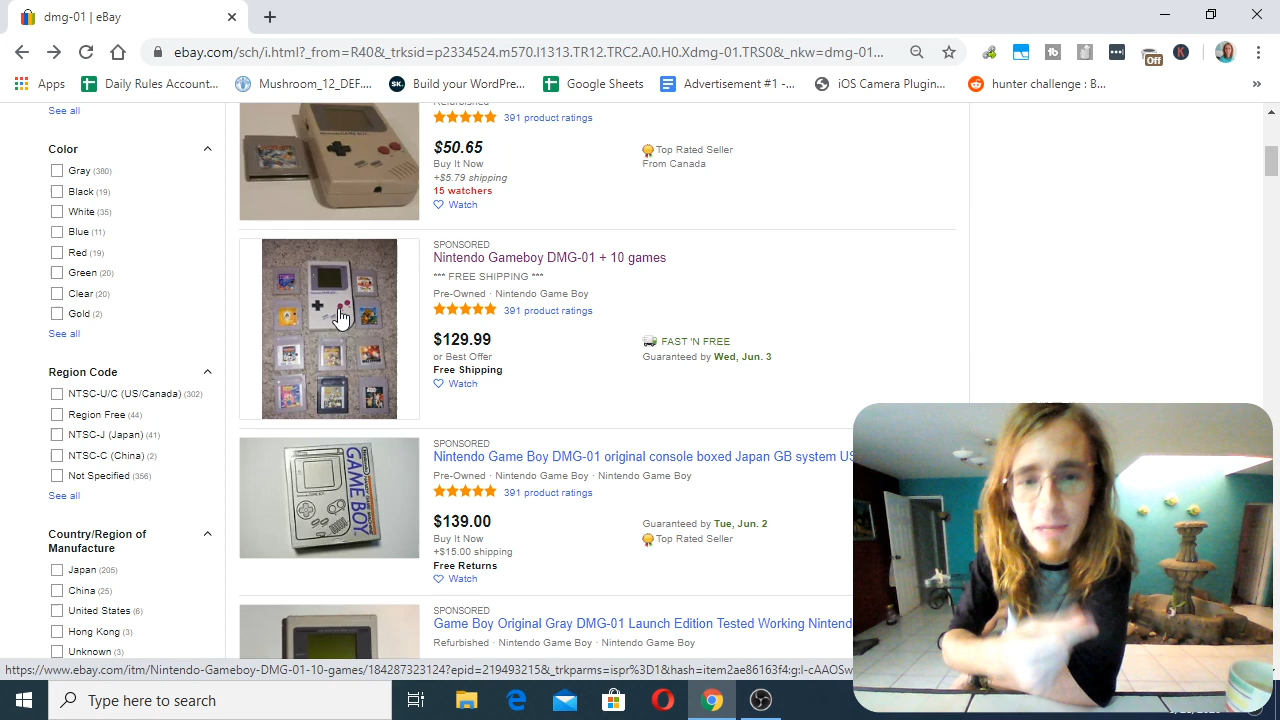 dmg-01 | eBay
ebay.com/sch/i.html?_from=R40&_trksid=p2334524.m570.l1313.TR12.TRC2.A0.H0.Xdmg-01.TRS0&_nkw=dmg-01...
Off
Apps
Daily Rules Account...
Mushroom_12_DEF....
SK.
Build your WordPre...
Google Sheets
Advertisement #1 -...
iOS Camera Plugin...
hunter challenge : B...
»
See all
Color
Gray (380)
Black (19)
White (35)
Blue (11)
Red (19)
Green (20)
Clear (20)
Gold (2)
See all
Region Code
NTSC-U/C (US/Canada) (302)
Region Free (44)
NTSC-J (Japan) (41)
NTSC-C (China) (2)
Not Specified (356)
See all
Country/Region of
Manufacture
Japan (205)
China (25)
United States (6)
Hong Kong (3)
Unknown (3)
Refurbished
391 product ratings
$50.65
Buy It Now
+$5.79 shipping
15 watchers
Watch
Top Rated Seller
From Canada
SPONSORED
Nintendo Gameboy DMG-01 + 10 games
*** FREE SHIPPING ***
Pre-Owned · Nintendo Game Boy
391 product ratings
$129.99
or Best Offer
Free Shipping
Watch
FAST 'N FREE
Guaranteed by Wed, Jun. 3
GAME BOY
SPONSORED
Nintendo Game Boy DMG-01 original console boxed Japan GB system US
Pre-Owned · Nintendo Game Boy · Nintendo Game Boy
391 product ratings
$139.00
Buy It Now
+$15.00 shipping
Free Returns
Watch
Guaranteed by Tue, Jun. 2
Top Rated Seller
SPONSORED
Game Boy Original Gray DMG-01 Launch Edition Tested Working Nintend
Refurbished · Nintendo Game Boy · Nintendo Game Boy
https://www.ebay.com/itm/Nintendo-Gameboy-DMG-01-10-games/184287323124?epid=219493215&_trkparms=ispr%3D1&hash=item2ae86163f4:g:I-cAAOSw
Type here to search